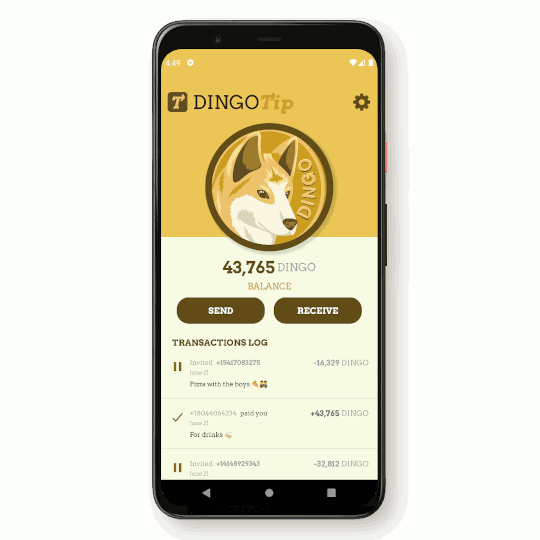 4:49
T DINGOTip
DINGO
43,765 DINGO
BALANCE
SEND RECEIVE
TRANSACTIONS LOG
Invited +15417083275 -16,329 DINGO
June 21
Pizza with the boys 🍕👯
+18044064234 paid you +43,765 DINGO
June 21
For drinks 🍻
Invited +14148929343 -32,812 DINGO
June 21